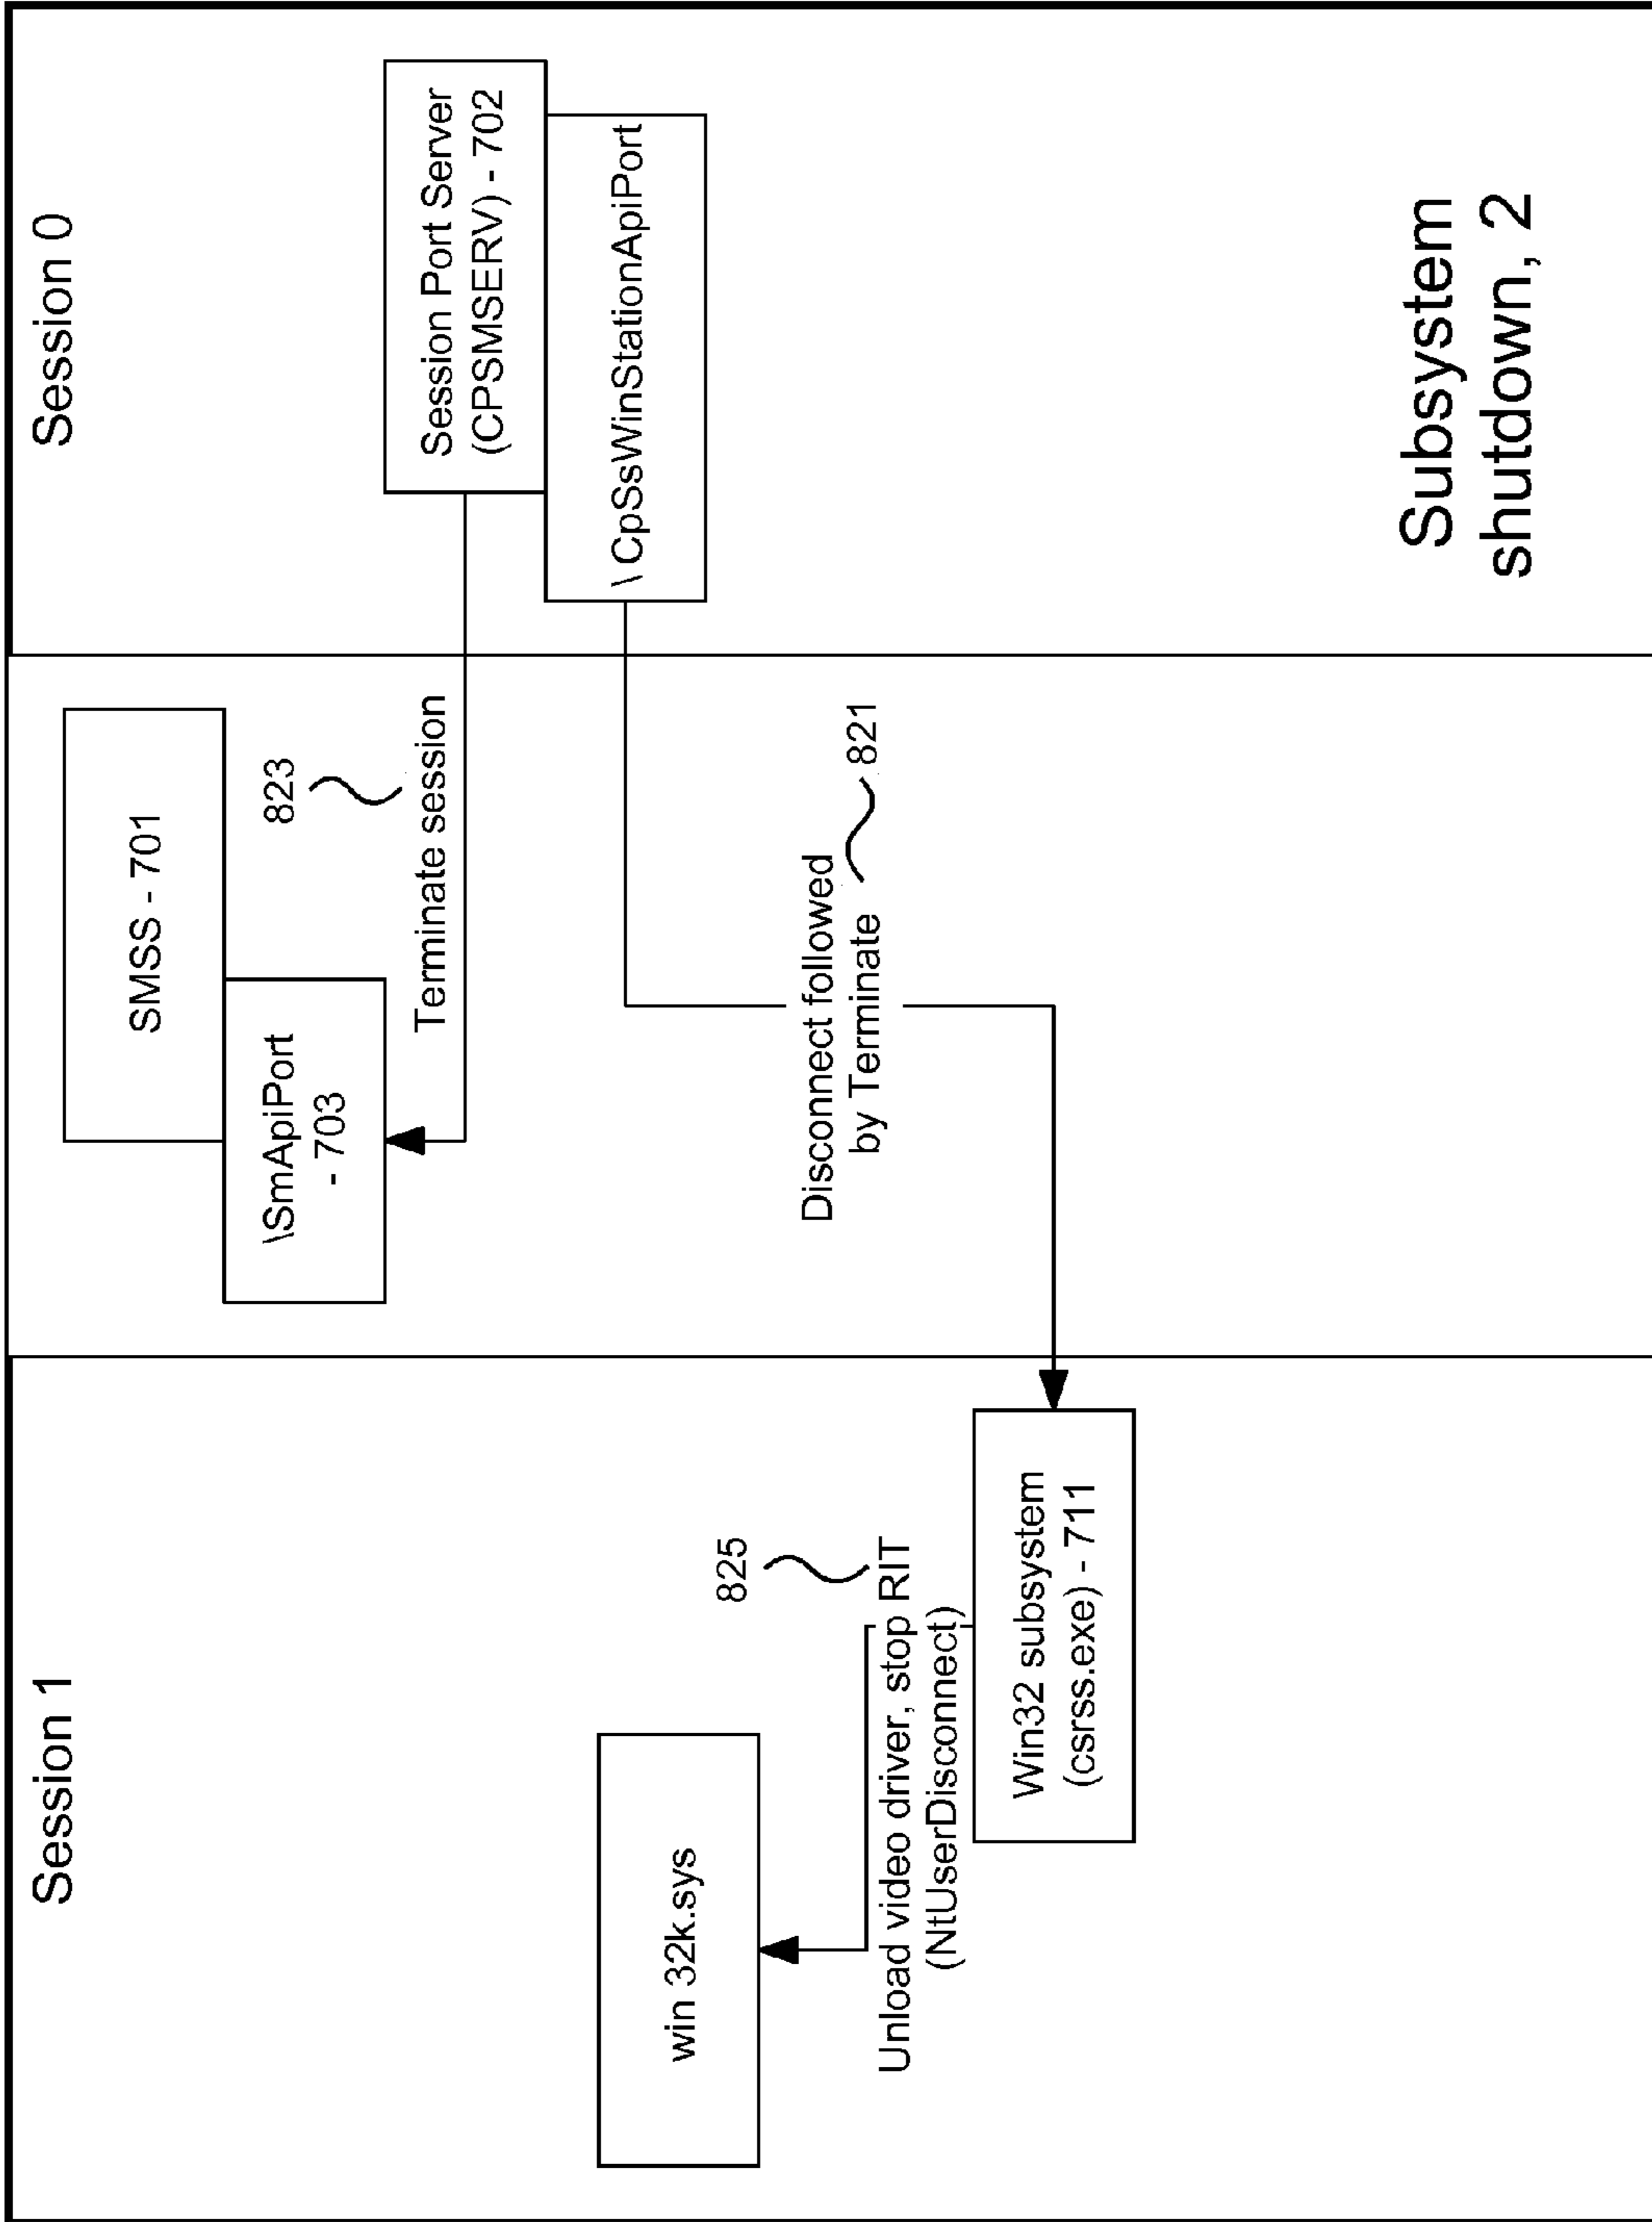 Session 1
Session 0
SMSS - 701
\SmApiPort
- 703
823
Terminate session
Session Port Server
(CPSMSERV) - 702
\ CpSsWinStationApiPort
win 32k.sys
825
Unload video driver, stop RIT
(NtUserDisconnect)
Win32 subsystem
(csrss.exe) - 711
Disconnect followed
by Terminate
821
Subsystem
shutdown, 2